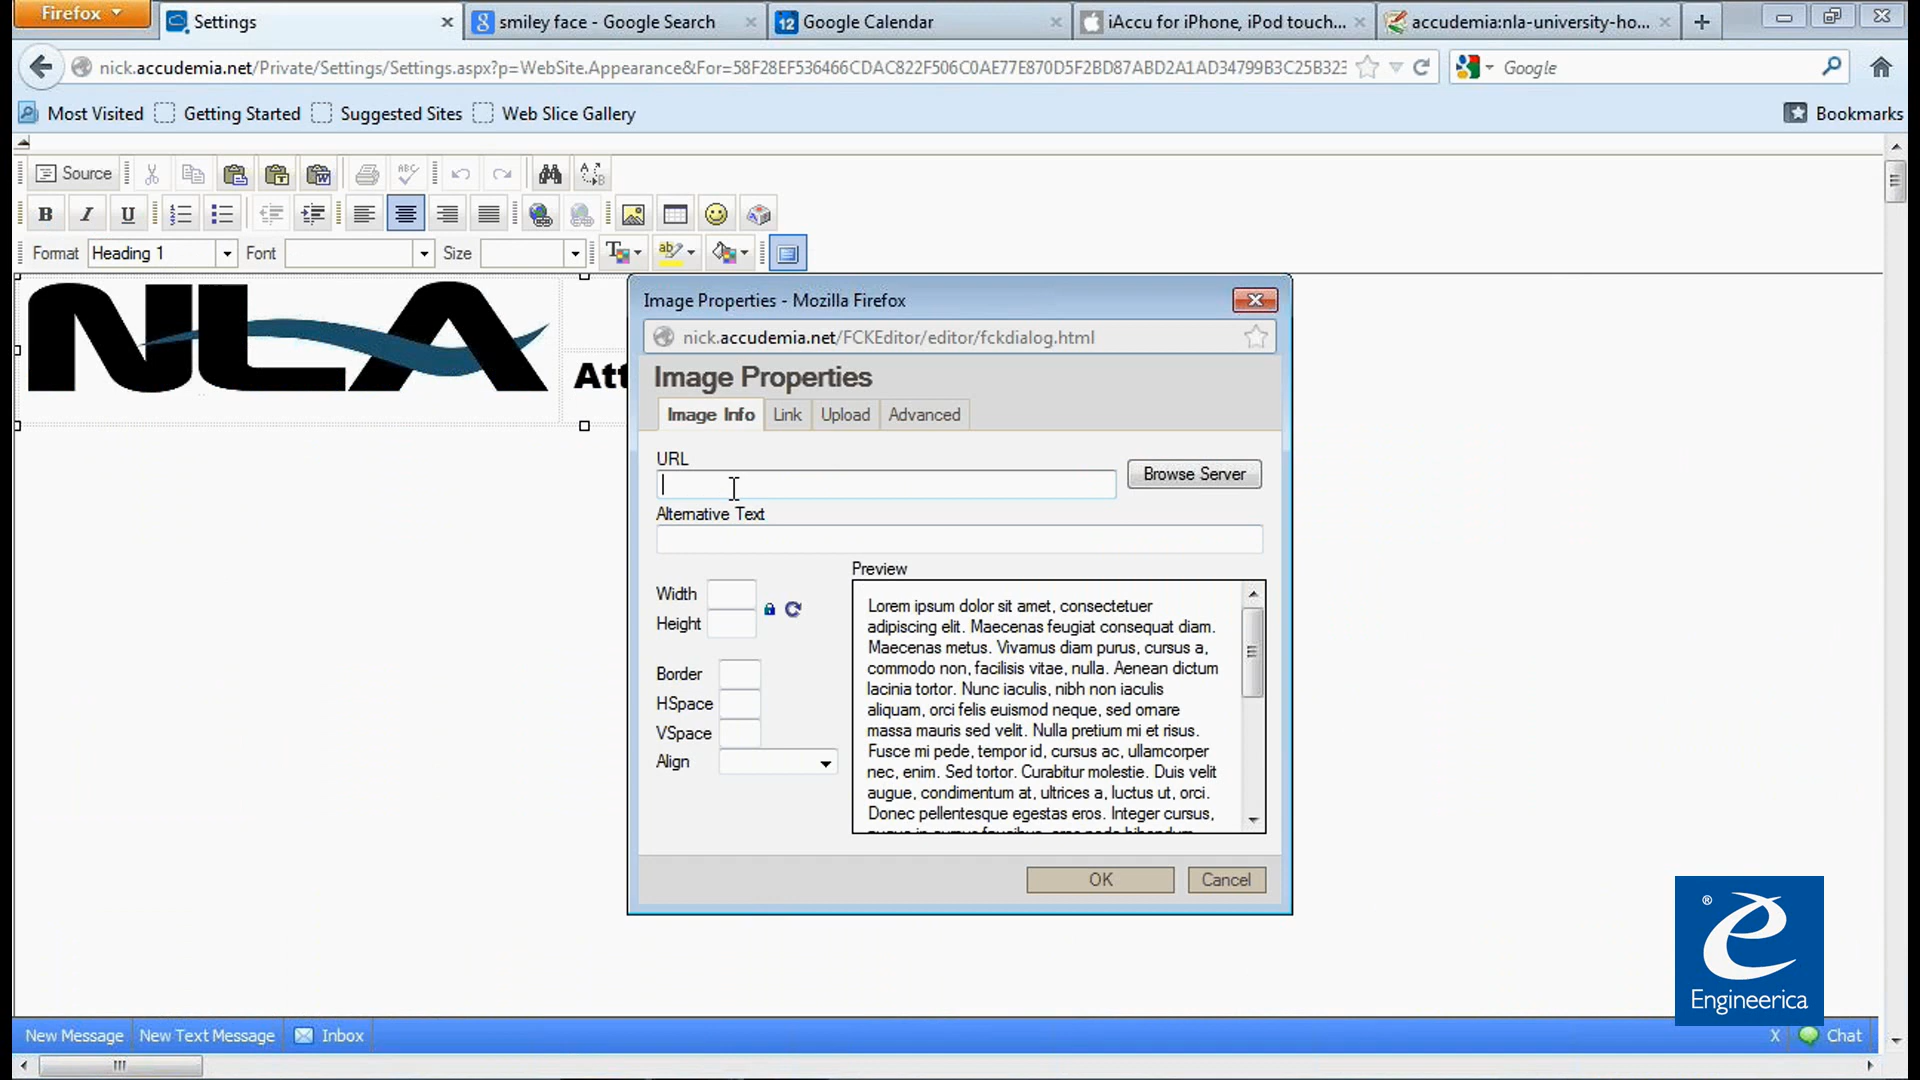 Firefox
Settings
smiley face - Google Search
12
Google Calendar
iAccu for iPhone, iPod touch...
accudemia:nla-university-ho...
nick.accudemia.net/Private/Settings/Settings.aspx?p=WebSite.Appearance&For=58F28EF536466CDAC822F506C0AE77E870D5F2BD87ABD2A1AD34799B3C25B323
Google
Most Visited
Getting Started
Suggested Sites
Web Slice Gallery
Bookmarks
Source
ABC
B I U
Format
Heading 1
Font
Size
NLA
Att
Image Properties - Mozilla Firefox
nick.accudemia.net/FCKEditor/editor/fckdialog.html
Image Properties
Image Info
Link
Upload
Advanced
URL
Browse Server
Alternative Text
Width
Height
Border
HSpace
VSpace
Align
Preview
Lorem ipsum dolor sit amet, consectetuer
adipiscing elit. Maecenas feugiat consequat diam.
Maecenas metus. Vivamus diam purus, cursus a,
commodo non, facilisis vitae, nulla. Aenean dictum
lacinia tortor. Nunc iaculis, nibh non iaculis
aliquam, orci felis euismod neque, sed ornare
massa mauris sed velit. Nulla pretium mi et risus.
Fusce mi pede, tempor id, cursus ac, ullamcorper
nec, enim. Sed tortor. Curabitur molestie. Duis velit
augue, condimentum at, ultrices a, luctus ut, orci.
Donec pellentesque egestas eros. Integer cursus,
OK
Cancel
®
Engineerica
New Message
New Text Message
Inbox
X
Chat